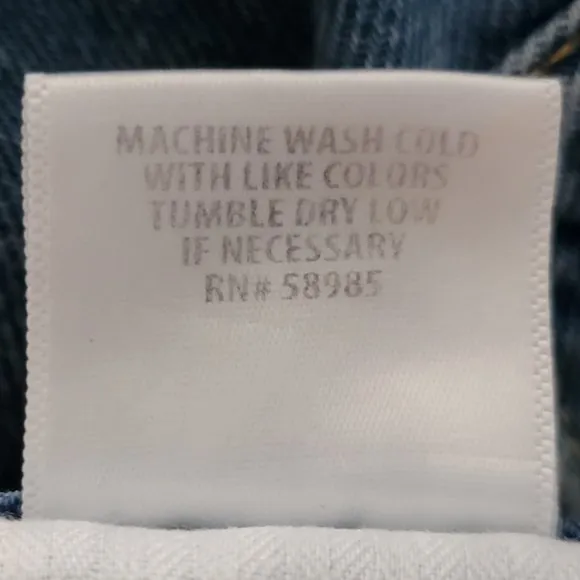 MACHINE WASH COLD
WITH LIKE COLORS
TUMBLE DRY LOW
IF NECESSARY
RN# 58985